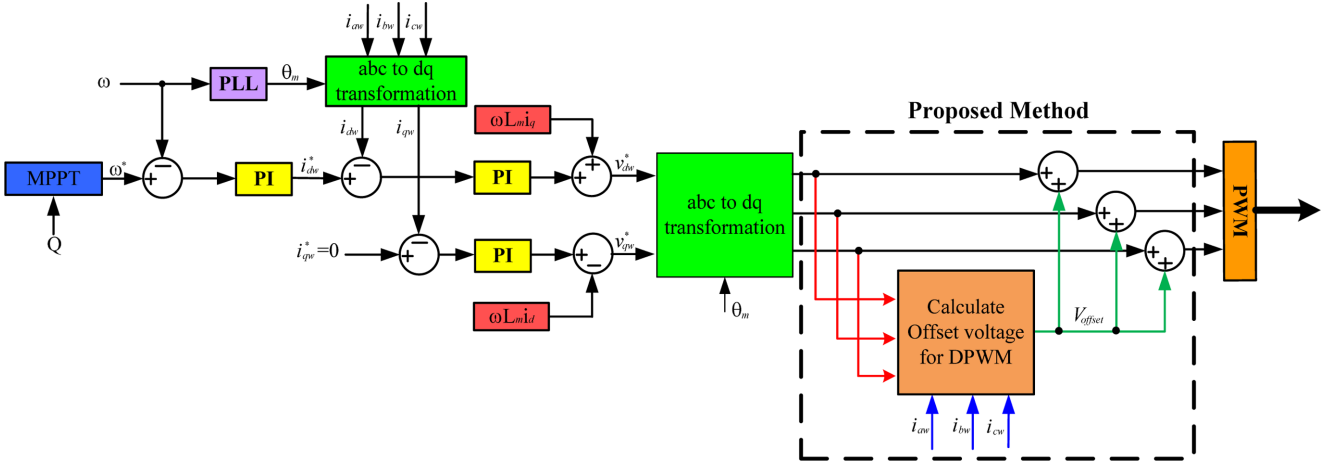 i_aw i_bw i_cw
ω
PLL
θ_m
abc to dq
transformation
Proposed Method
i_dw
i_qw
ωL_m i_q
MPPT
ω*
+
−
PI
i*_dw
+
−
PI
+
+
v*_dw
abc to dq
transformation
+
+
+
+
+
+
PWM
Q
i*_qw=0
+
−
PI
+
−
v*_qw
ωL_m i_d
θ_m
Calculate
Offset voltage
for DPWM
V_offset
i_aw i_bw i_cw